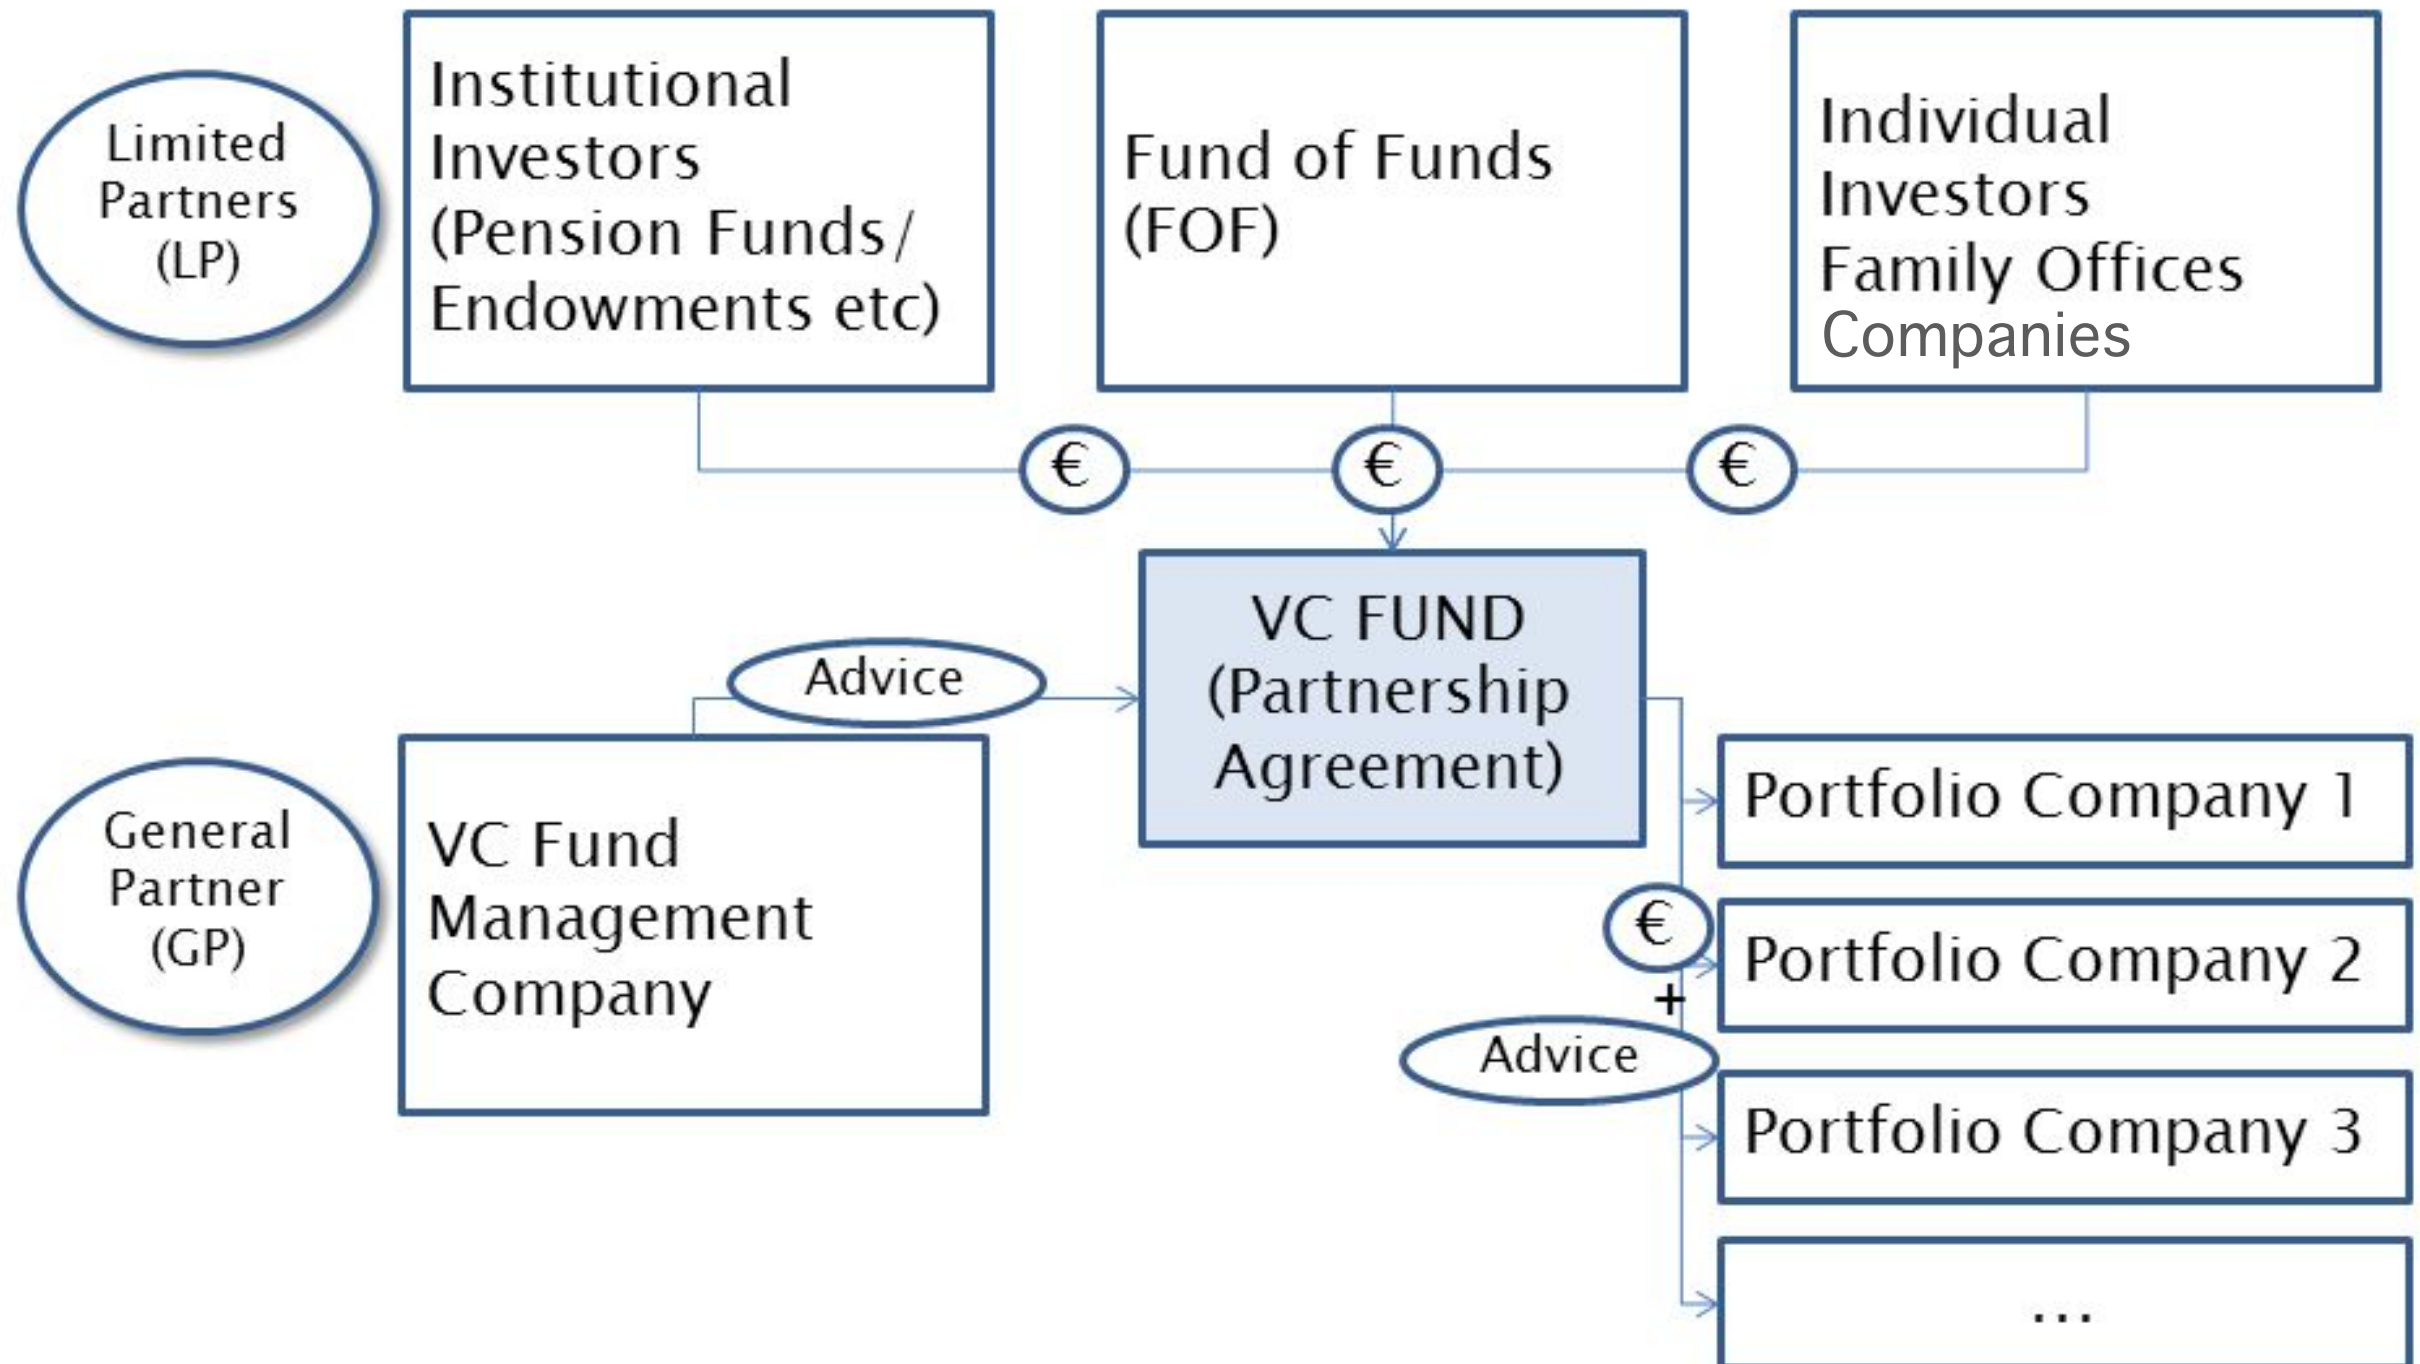 Limited
Partners
(LP)
Institutional
Investors
(Pension Funds/
Endowments etc)
Fund of Funds
(FOF)
Individual
Investors
Family Offices
Companies
€
€
€
VC FUND
(Partnership
Agreement)
Advice
General
Partner
(GP)
VC Fund
Management
Company
Portfolio Company 1
€
Portfolio Company 2
+
Advice
Portfolio Company 3
...